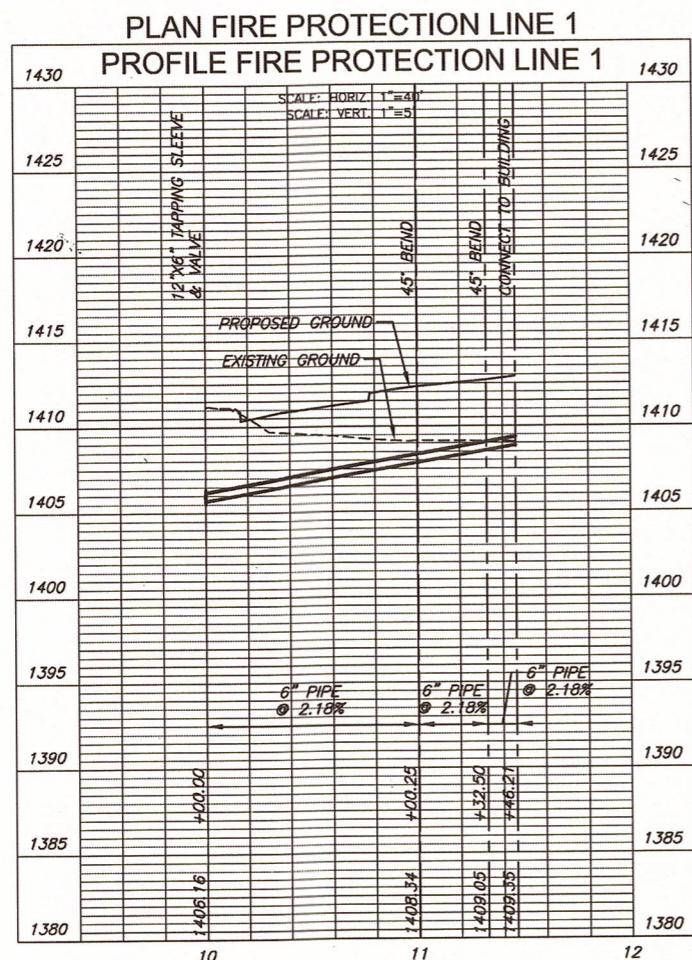 PLAN FIRE PROTECTION LINE 1
PROFILE FIRE PROTECTION LINE 1
SCALE: HORIZ. 1"=40'
SCALE: VERT. 1"=5'
1430
1430
1425
1425
1420
1420
1415
1415
1410
1410
1405
1405
1400
1400
1395
1395
1390
1390
1385
1385
1380
1380
12"X6" TAPPING SLEEVE
& VALVE
45° BEND
45° BEND
CONNECT TO BUILDING
PROPOSED GROUND
EXISTING GROUND
6" PIPE
@ 2.18%
6" PIPE
@ 2.18%
6" PIPE
@ 2.18%
+00.00
+00.25
+32.50
+46.21
1406.16
1408.34
1409.05
1409.35
10
11
12